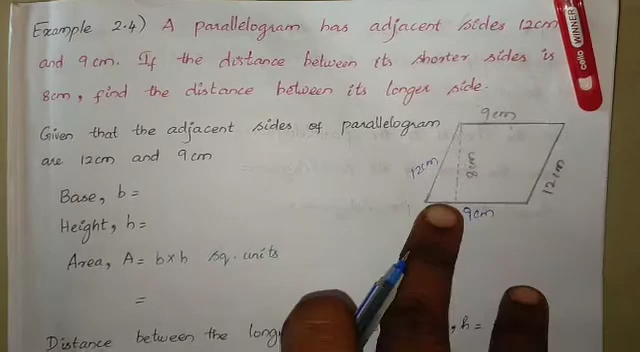 Example 2.4) A parallelogram has adjacent sides 12cm
and 9cm. If the distance between its shorter sides is
8cm, find the distance between its longer side.
Given that the adjacent sides of parallelogram
are 12cm and 9cm
9cm
12cm
8cm
12cm
9cm
Base, b =
Height, h =
Area, A = b x h sq. units
=
Distance between the , h =
cello WINNER